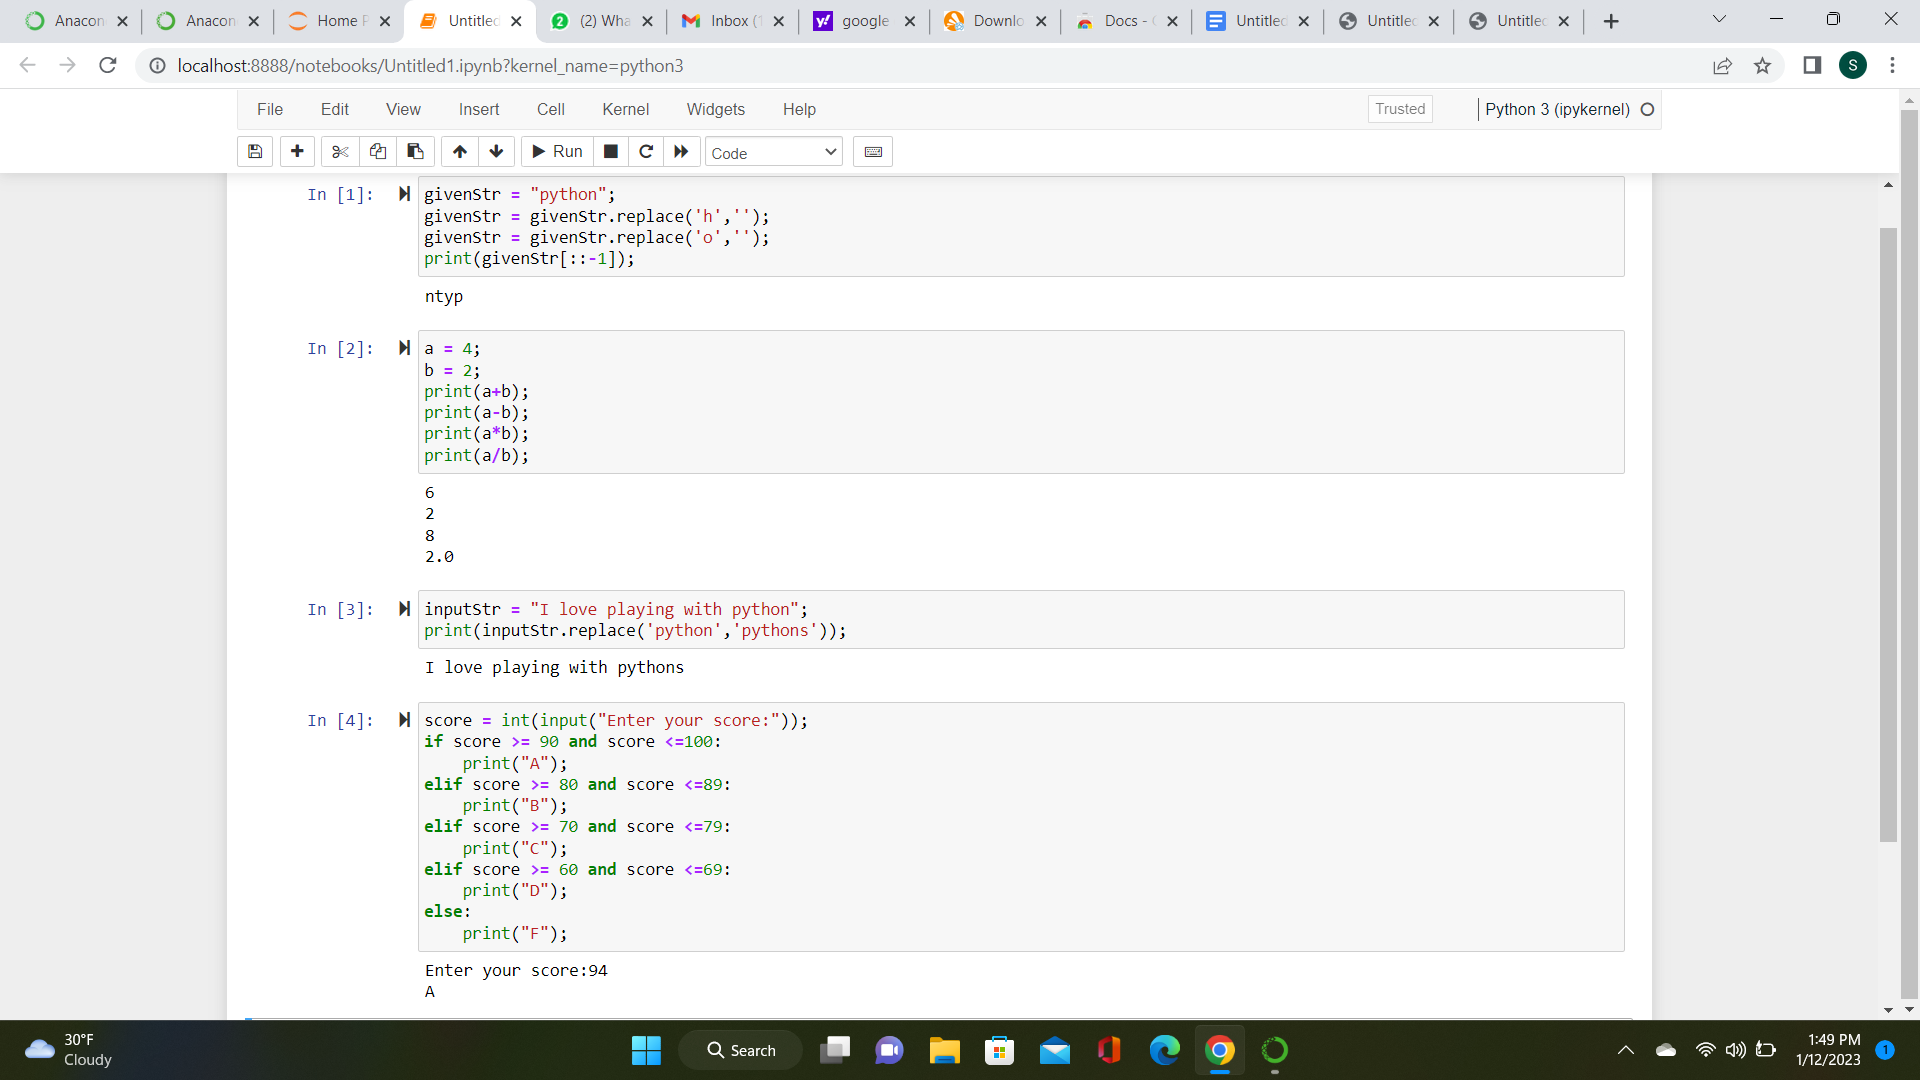 Anacon
Anacon
Home P
Untitled
(2) Wha
Inbox (1
google
Downlo
Docs - G
Untitled
Untitled
Untitled
localhost:8888/notebooks/Untitled1.ipynb?kernel_name=python3
S
File Edit View Insert Cell Kernel Widgets Help
Trusted
Python 3 (ipykernel)
Run
Code
In [1]:
givenStr = "python";
givenStr = givenStr.replace('h','');
givenStr = givenStr.replace('o','');
print(givenStr[::-1]);
ntyp
In [2]:
a = 4;
b = 2;
print(a+b);
print(a-b);
print(a*b);
print(a/b);
6
2
8
2.0
In [3]:
inputStr = "I love playing with python";
print(inputStr.replace('python','pythons'));
I love playing with pythons
In [4]:
score = int(input("Enter your score:"));
if score >= 90 and score <=100:
    print("A");
elif score >= 80 and score <=89:
    print("B");
elif score >= 70 and score <=79:
    print("C");
elif score >= 60 and score <=69:
    print("D");
else:
    print("F");
Enter your score:94
A
30°F
Cloudy
Search
1:49 PM
1/12/2023
1